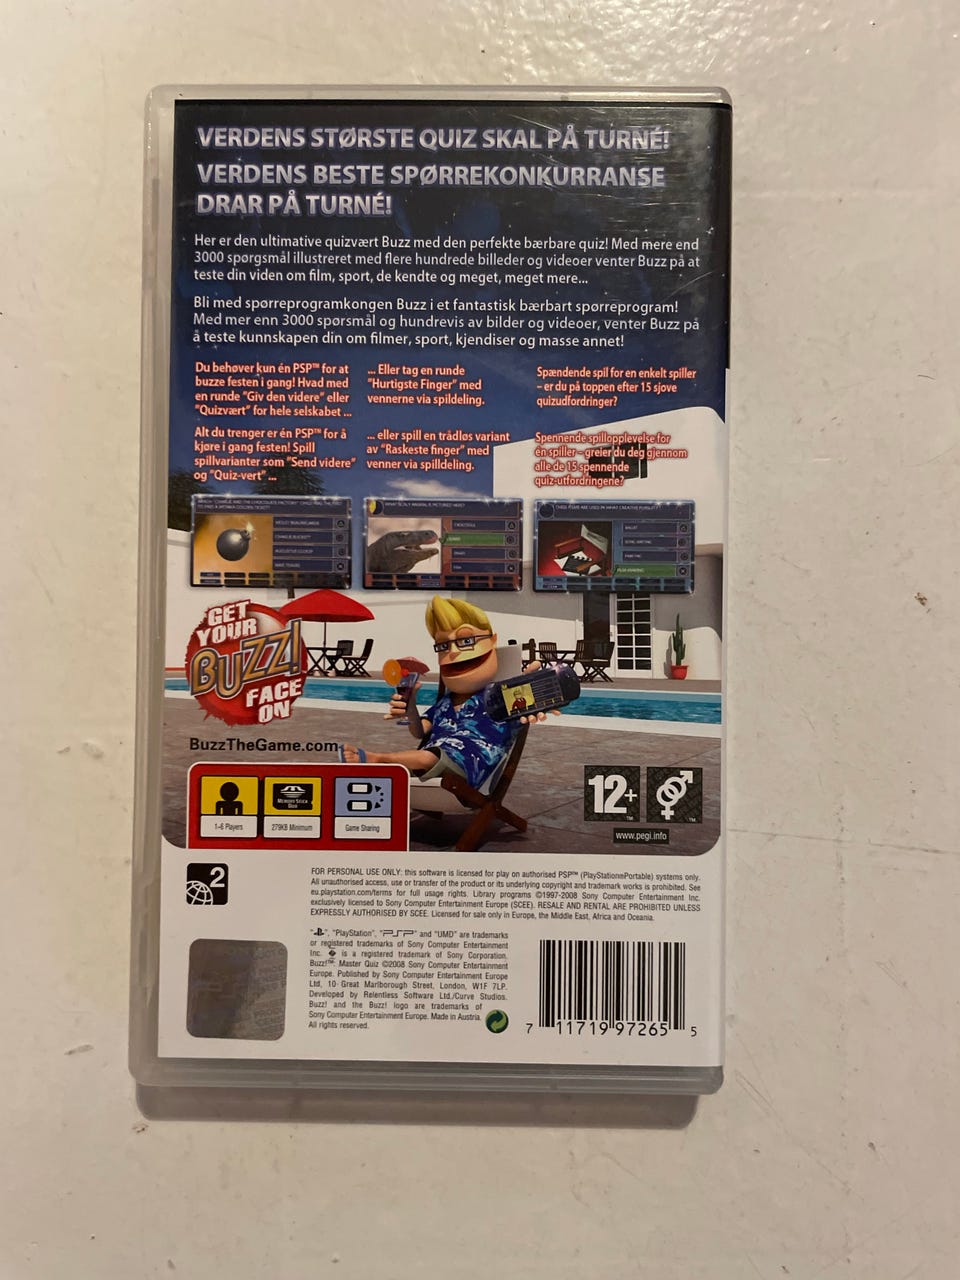 VERDENS STØRSTE QUIZ SKAL PÅ TURNÉ!
VERDENS BESTE SPØRREKONKURRANSE
DRAR PÅ TURNÉ!
Her er den ultimative quizvært Buzz med den perfekte bærbare quiz! Med mere end
3000 spørgsmål illustreret med flere hundrede billeder og videoer venter Buzz på at
teste din viden om film, sport, de kendte og meget, meget mere...
Bli med spørreprogramkongen Buzz i et fantastisk bærbart spørreprogram!
Med mer enn 3000 spørsmål og hundrevis av bilder og videoer, venter Buzz på
å teste kunnskapen din om filmer, sport, kjendiser og masse annet!
Du behøver kun én PSP™ for at
buzze festen i gang! Hvad med
en runde "Giv den videre" eller
"Quizvært" for hele selskabet ...
Alt du trenger er én PSP™ for å
kjøre i gang festen! Spill
spillvarianter som "Send videre"
og "Quiz-vert" ...
... Eller tag en runde
"Hurtigste Finger" med
vennerne via spildeling.
... eller spill en trådløs variant
av "Raskeste finger" med
venner via spilldeling.
Spændende spil for en enkelt spiller
– er du på toppen efter 15 sjove
quizudfordringer?
Spennende spillopplevelse for
en spiller – greier du deg gjennom
alle de 15 spennende
quiz-utfordringene?
GET
YOUR
BUZZ!
FACE
ON
BuzzTheGame.com
1-6 Players
MEMORY STICK
DUO
279KB Minimum
Game Sharing
12+
™
™
www.pegi.info
2
FOR PERSONAL USE ONLY: this software is licensed for play on authorised PSP™ (PlayStation®Portable) systems only.
All unauthorised access, use or transfer of the product or its underlying copyright and trademark works is prohibited. See
eu.playstation.com/terms for full usage rights. Library programs ©1997-2008 Sony Computer Entertainment Inc.
exclusively licensed to Sony Computer Entertainment Europe (SCEE). RESALE AND RENTAL ARE PROHIBITED UNLESS
EXPRESSLY AUTHORISED BY SCEE. Licensed for sale only in Europe, the Middle East, Africa and Oceania.
" ", "PlayStation", "PSP" and "UMD" are trademarks
or registered trademarks of Sony Computer Entertainment
Inc. is a registered trademark of Sony Corporation.
Buzz!™: Master Quiz ©2008 Sony Computer Entertainment
Europe. Published by Sony Computer Entertainment Europe
Ltd, 10 Great Marlborough Street, London, W1F 7LP.
Developed by Relentless Software Ltd./Curve Studios.
Buzz! and the Buzz! logo are trademarks of
Sony Computer Entertainment Europe. Made in Austria.
All rights reserved.
7 11719 97265 5